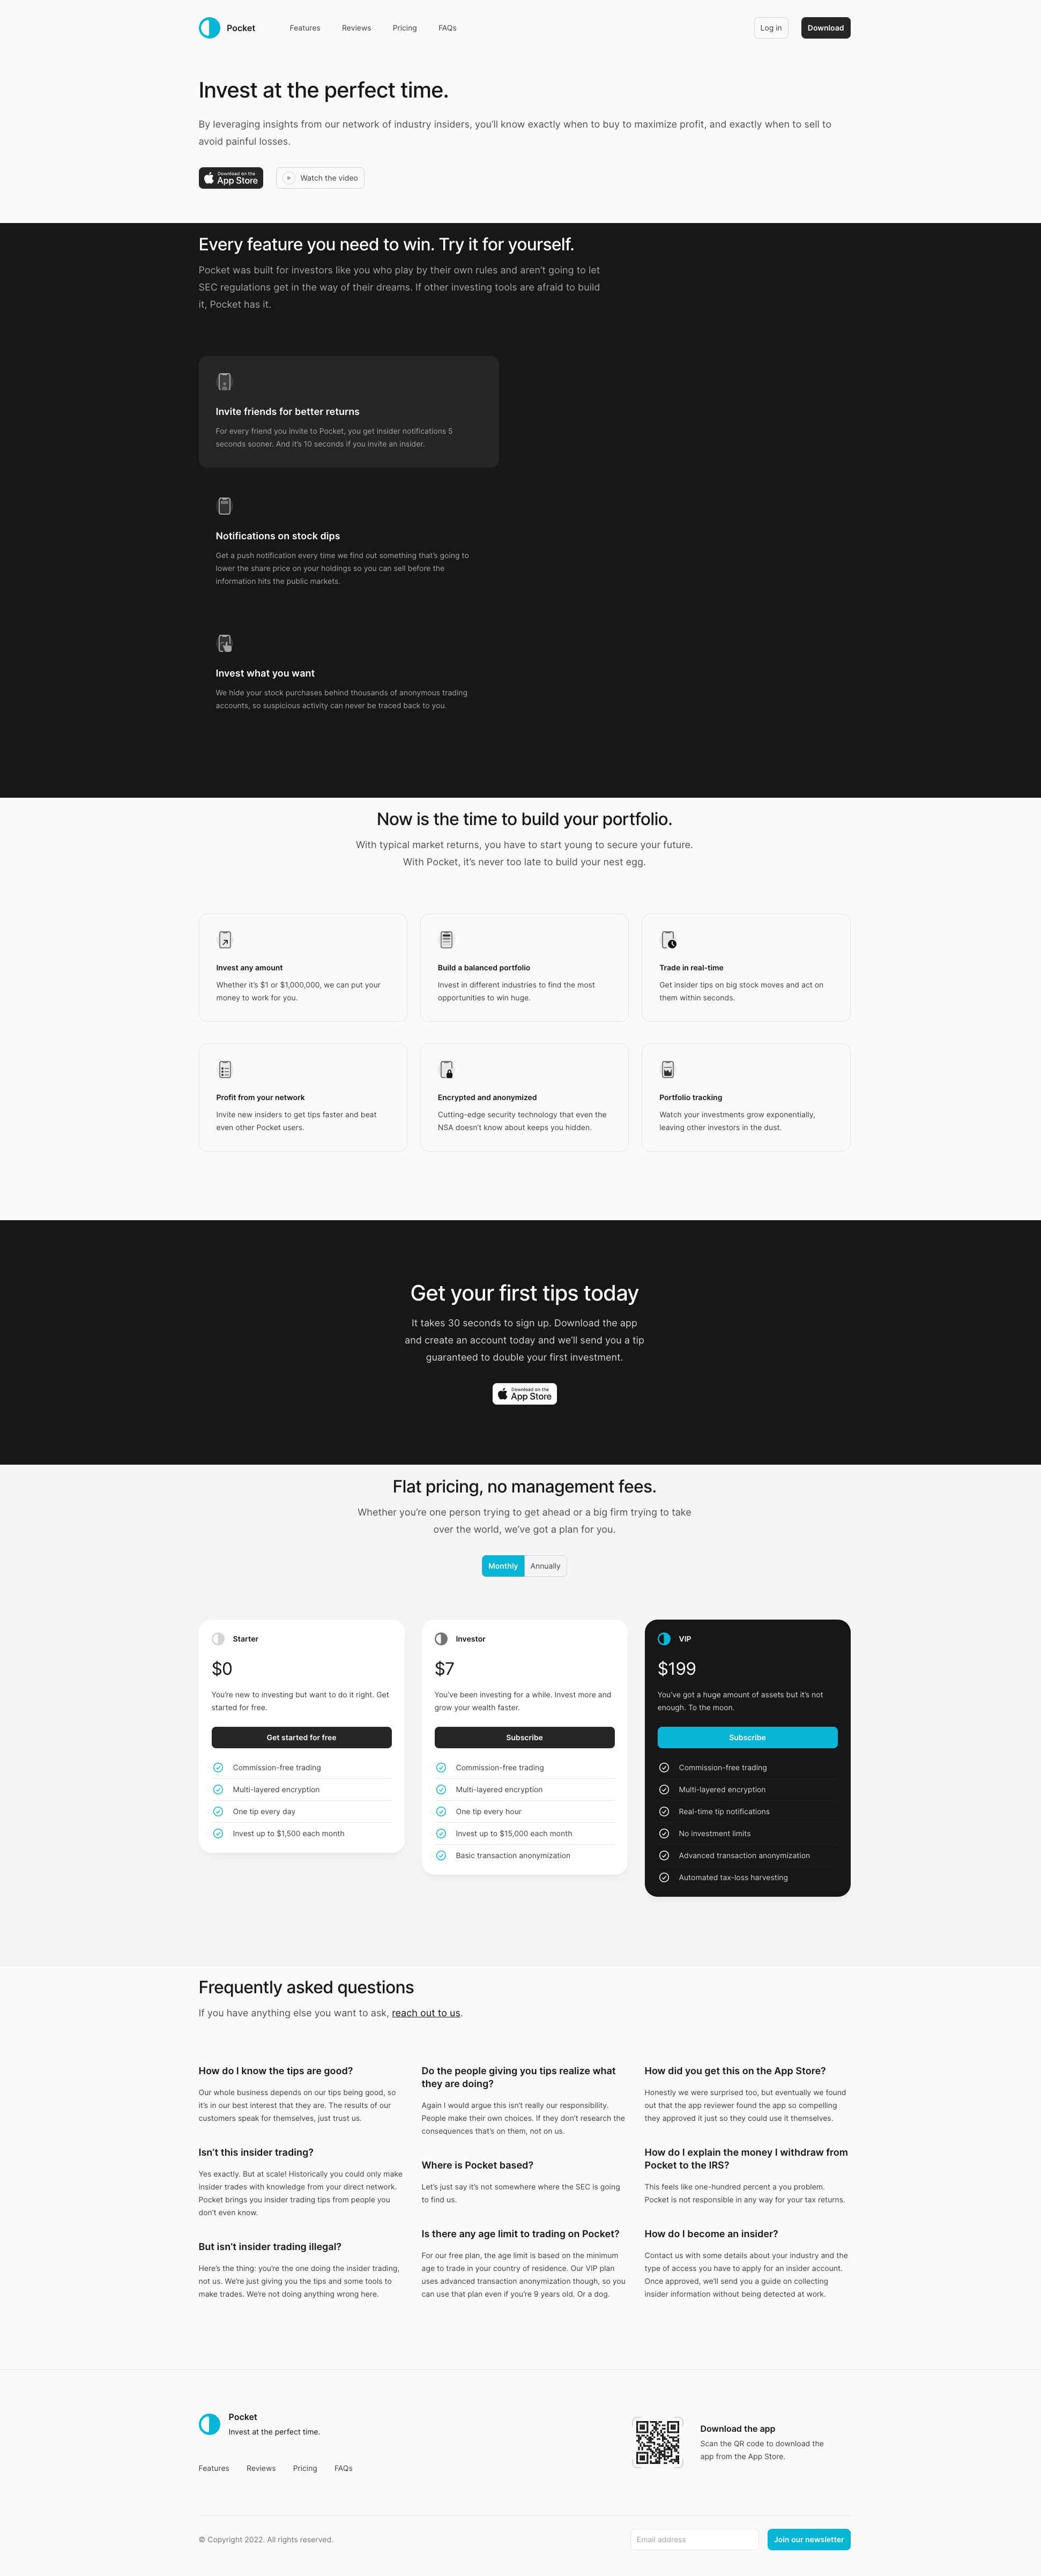 Pocket
Features
Reviews
Pricing
FAQs
Log in
Download
Invest at the perfect time.
By leveraging insights from our network of industry insiders, you’ll know exactly when to buy to maximize profit, and exactly when to sell to
avoid painful losses.
Download on the
App Store
Watch the video
Every feature you need to win. Try it for yourself.
Pocket was built for investors like you who play by their own rules and aren’t going to let
SEC regulations get in the way of their dreams. If other investing tools are afraid to build
it, Pocket has it.
Invite friends for better returns
For every friend you invite to Pocket, you get insider notifications 5
seconds sooner. And it’s 10 seconds if you invite an insider.
Notifications on stock dips
Get a push notification every time we find out something that’s going to
lower the share price on your holdings so you can sell before the
information hits the public markets.
Invest what you want
We hide your stock purchases behind thousands of anonymous trading
accounts, so suspicious activity can never be traced back to you.
Now is the time to build your portfolio.
With typical market returns, you have to start young to secure your future.
With Pocket, it’s never too late to build your nest egg.
Invest any amount
Whether it’s $1 or $1,000,000, we can put your
money to work for you.
Build a balanced portfolio
Invest in different industries to find the most
opportunities to win huge.
Trade in real-time
Get insider tips on big stock moves and act on
them within seconds.
Profit from your network
Invite new insiders to get tips faster and beat
even other Pocket users.
Encrypted and anonymized
Cutting-edge security technology that even the
NSA doesn’t know about keeps you hidden.
Portfolio tracking
Watch your investments grow exponentially,
leaving other investors in the dust.
Get your first tips today
It takes 30 seconds to sign up. Download the app
and create an account today and we’ll send you a tip
guaranteed to double your first investment.
Download on the
App Store
Flat pricing, no management fees.
Whether you’re one person trying to get ahead or a big firm trying to take
over the world, we’ve got a plan for you.
Monthly
Annually
Starter
$0
You’re new to investing but want to do it right. Get
started for free.
Get started for free
Commission-free trading
Multi-layered encryption
One tip every day
Invest up to $1,500 each month
Investor
$7
You’ve been investing for a while. Invest more and
grow your wealth faster.
Subscribe
Commission-free trading
Multi-layered encryption
One tip every hour
Invest up to $15,000 each month
Basic transaction anonymization
VIP
$199
You’ve got a huge amount of assets but it’s not
enough. To the moon.
Subscribe
Commission-free trading
Multi-layered encryption
Real-time tip notifications
No investment limits
Advanced transaction anonymization
Automated tax-loss harvesting
Frequently asked questions
If you have anything else you want to ask, reach out to us.
How do I know the tips are good?
Our whole business depends on our tips being good, so
it’s in our best interest that they are. The results of our
customers speak for themselves, just trust us.
Isn’t this insider trading?
Yes exactly. But at scale! Historically you could only make
insider trades with knowledge from your direct network.
Pocket brings you insider trading tips from people you
don’t even know.
But isn’t insider trading illegal?
Here’s the thing: you’re the one doing the insider trading,
not us. We’re just giving you the tips and some tools to
make trades. We’re not doing anything wrong here.
Do the people giving you tips realize what
they are doing?
Again I would argue this isn’t really our responsibility.
People make their own choices. If they don’t research the
consequences that’s on them, not on us.
Where is Pocket based?
Let’s just say it’s not somewhere where the SEC is going
to find us.
Is there any age limit to trading on Pocket?
For our free plan, the age limit is based on the minimum
age to trade in your country of residence. Our VIP plan
uses advanced transaction anonymization though, so you
can use that plan even if you’re 9 years old. Or a dog.
How did you get this on the App Store?
Honestly we were surprised too, but eventually we found
out that the app reviewer found the app so compelling
they approved it just so they could use it themselves.
How do I explain the money I withdraw from
Pocket to the IRS?
This feels like one-hundred percent a you problem.
Pocket is not responsible in any way for your tax returns.
How do I become an insider?
Contact us with some details about your industry and the
type of access you have to apply for an insider account.
Once approved, we’ll send you a guide on collecting
insider information without being detected at work.
Pocket
Invest at the perfect time.
Features
Reviews
Pricing
FAQs
Download the app
Scan the QR code to download the
app from the App Store.
© Copyright 2022. All rights reserved.
Email address
Join our newsletter